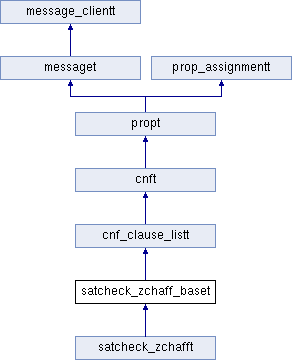 message_clientt
messaget
prop_assignmentt
propt
cnft
cnf_clause_listt
satcheck_zchaff_baset
satcheck_zchafft